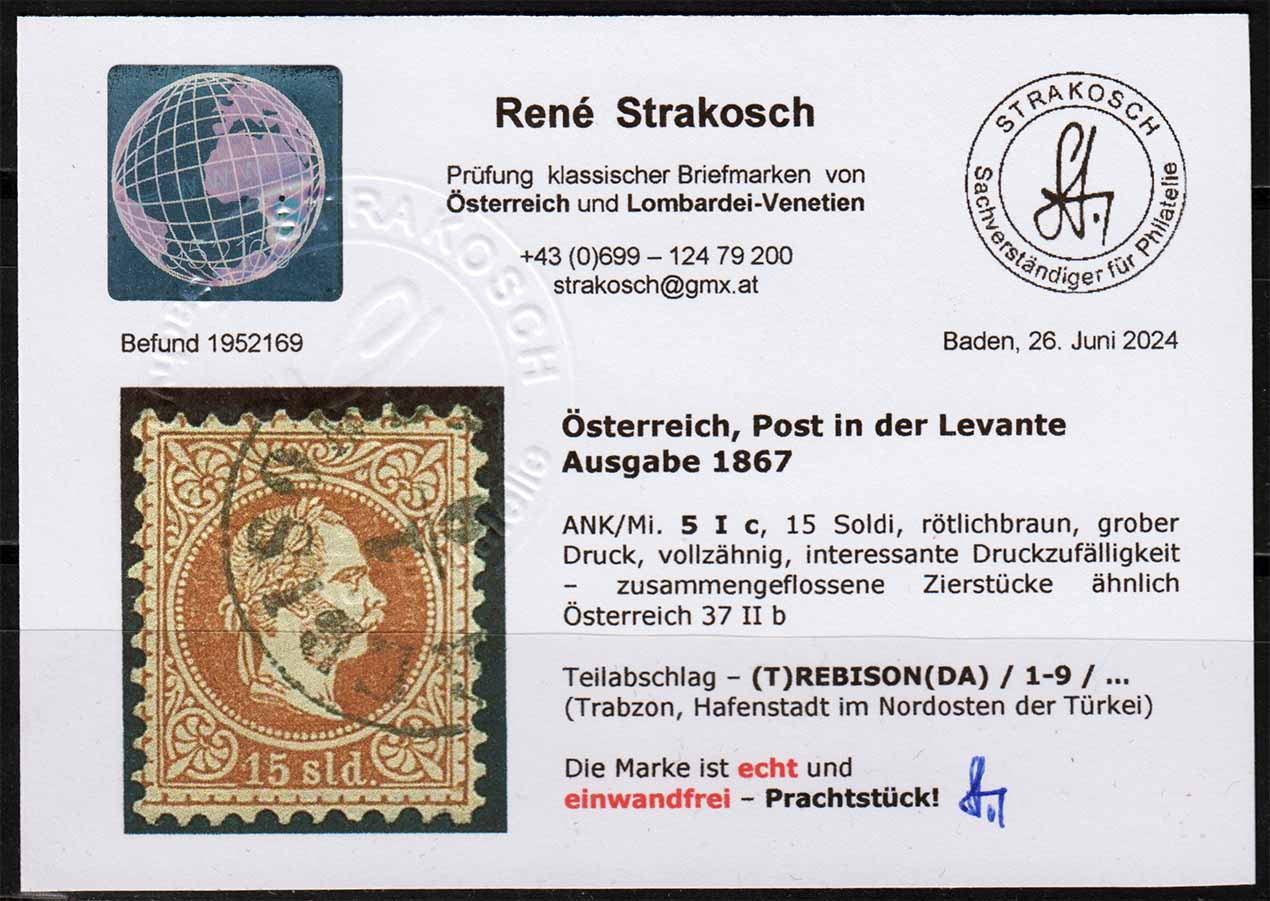 René Strakosch
Prüfung klassischer Briefmarken von
Österreich und Lombardei-Venetien
+43 (0)699 – 124 79 200
strakosch@gmx.at
STRAKOSCH
Sachverständiger für Philatelie
STRAKOSCH
Befund 1952169
Baden, 26. Juni 2024
15 sld.
Österreich, Post in der Levante
Ausgabe 1867
ANK/Mi. 5 I c, 15 Soldi, rötlichbraun, grober
Druck, vollzähnig, interessante Druckzufälligkeit
– zusammengeflossene Zierstücke ähnlich
Österreich 37 II b
Teilabschlag – (T)REBISON(DA) / 1-9 / ...
(Trabzon, Hafenstadt im Nordosten der Türkei)
Die Marke ist echt und
einwandfrei – Prachtstück!